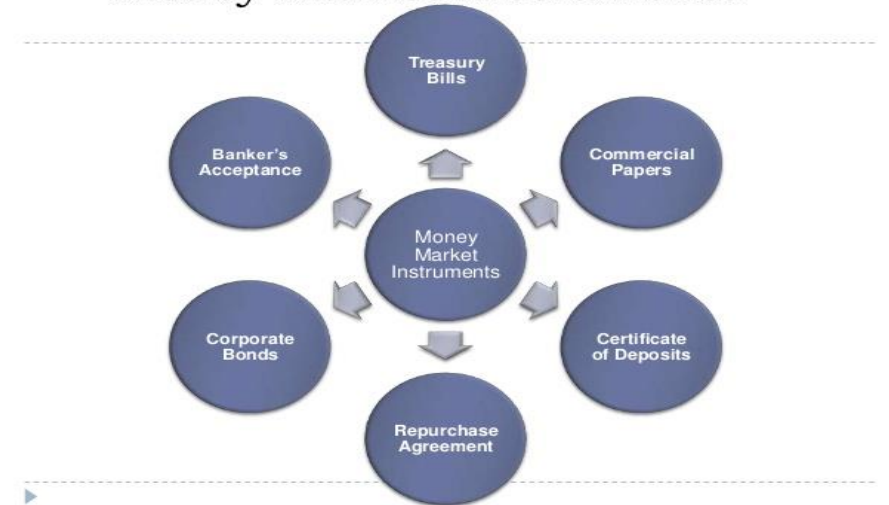 Treasury
Bills
Commercial
Papers
Certificate
of Deposits
Repurchase
Agreement
Corporate
Bonds
Banker's
Acceptance
Money
Market
Instruments